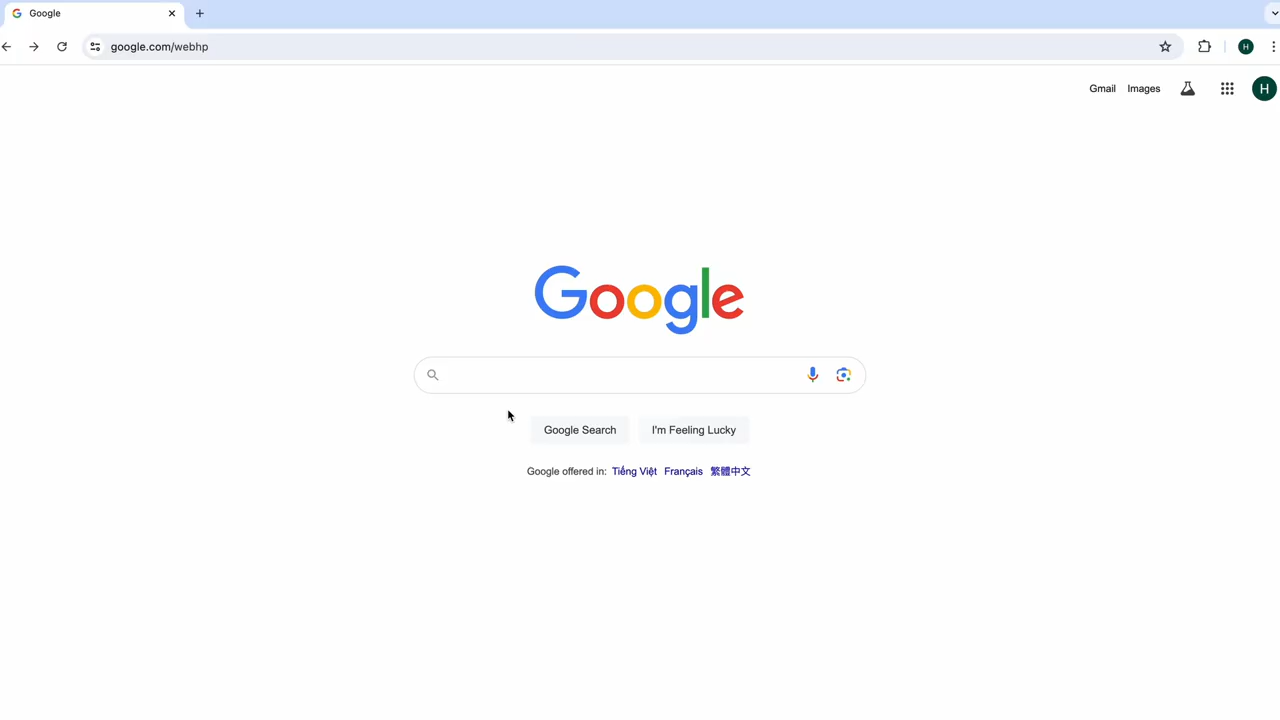 Google
google.com/webhp
H
Gmail Images H
Google
Google Search I'm Feeling Lucky
Google offered in: Tiếng Việt Français 繁體中文